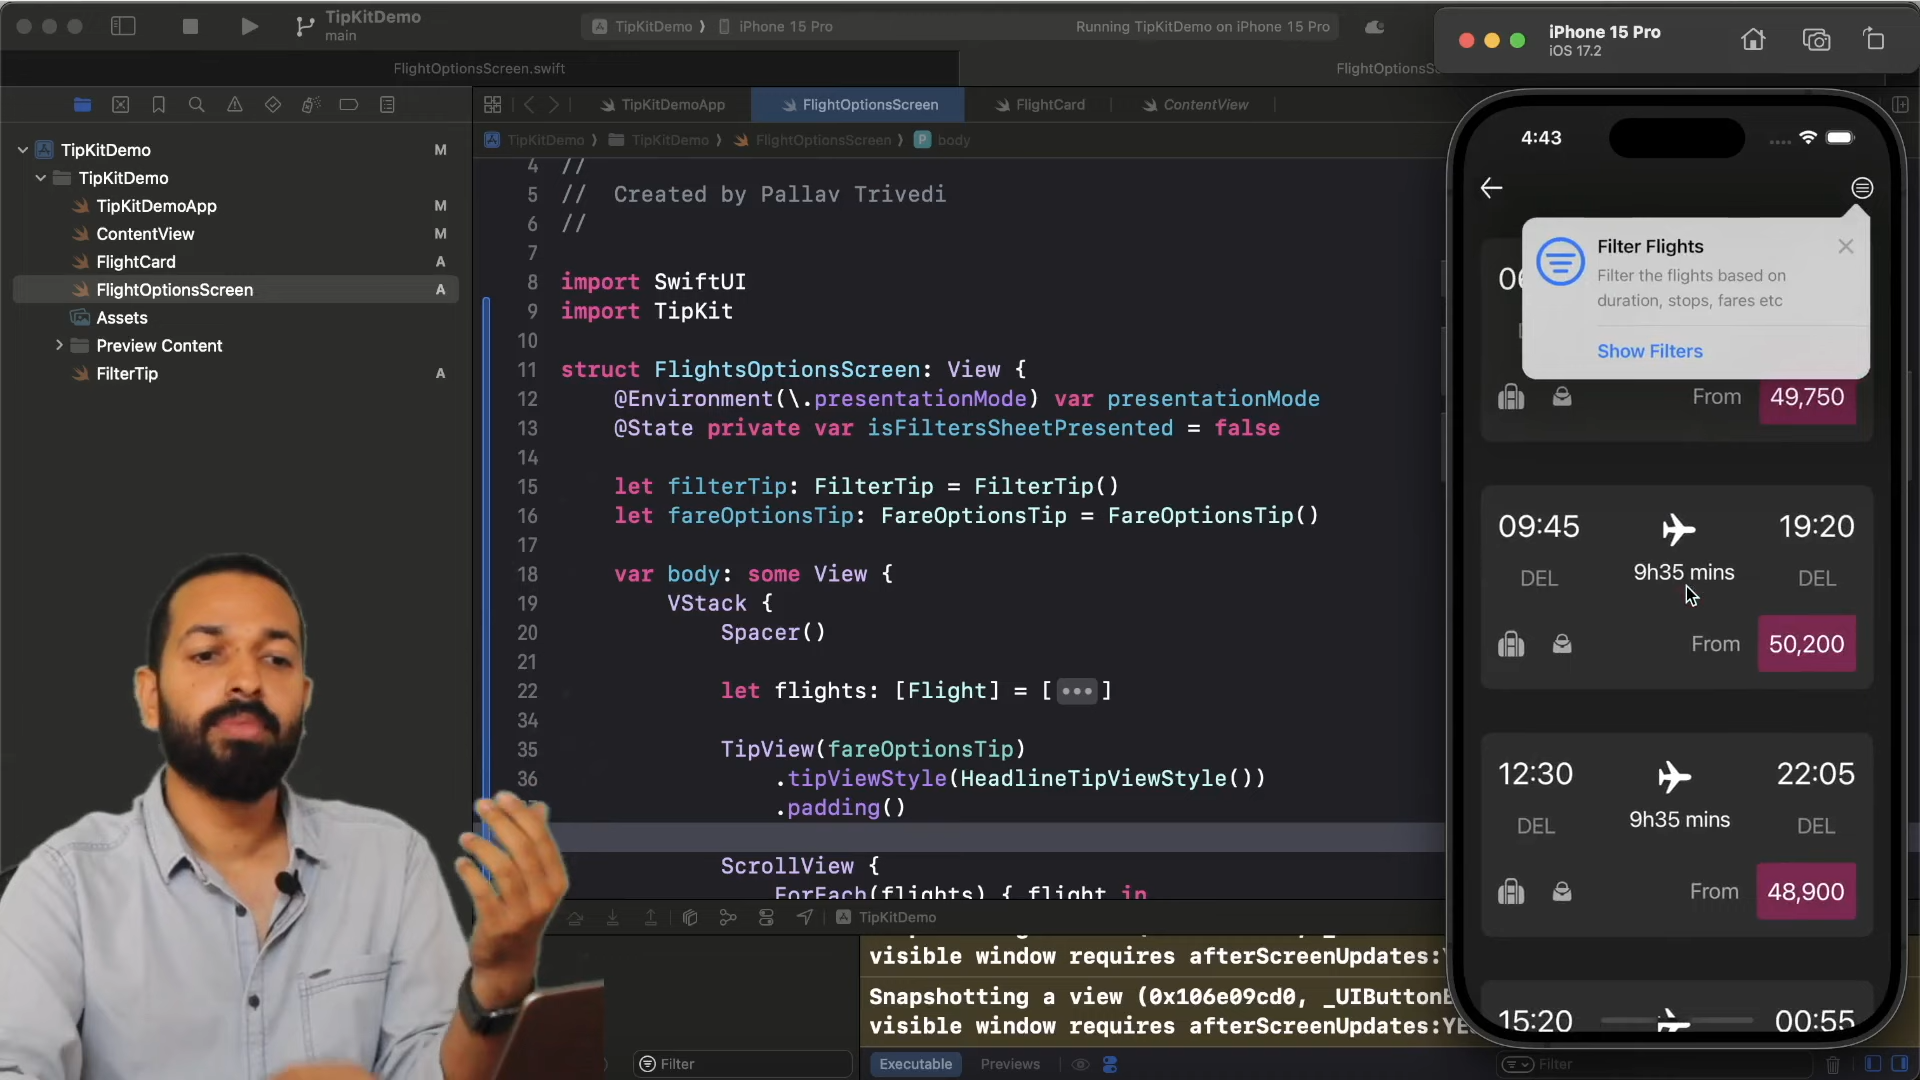 TipKitDemo
main
TipKitDemo
iPhone 15 Pro
Running TipKitDemo on iPhone 15 Pro
FlightOptionsScreen.swift
TipKitDemoApp
FlightOptionsScreen
FlightCard
ContentView
TipKitDemo
TipKitDemo
FlightOptionsScreen
P body
TipKitDemo M
TipKitDemo
TipKitDemoApp M
ContentView M
FlightCard A
FlightOptionsScreen A
Assets
Preview Content
FilterTip A
4 //
5 // Created by Pallav Trivedi
6 //
7
8 import SwiftUI
9 import TipKit
10
11 struct FlightsOptionsScreen: View {
12 @Environment(\.presentationMode) var presentationMode
13 @State private var isFiltersSheetPresented = false
14
15 let filterTip: FilterTip = FilterTip()
16 let fareOptionsTip: FareOptionsTip = FareOptionsTip()
17
18 var body: some View {
19 VStack {
20 Spacer()
21
22 let flights: [Flight] = [•••]
34
35 TipView(fareOptionsTip)
36 .tipViewStyle(HeadlineTipViewStyle())
.padding()
ScrollView {
ForEach(flights) { flight in
TipKitDemo
visible window requires afterScreenUpdates:
Snapshotting a view (0x106e09cd0,
visible window requires afterScreenUpdates:
Filter
Executable
Previews
Filter
iPhone 15 Pro
iOS 17.2
4:43
Filter Flights
Filter the flights based on
duration, stops, fares etc
Show Filters
From 49,750
09:45 19:20
DEL 9h35 mins DEL
From 50,200
12:30 22:05
DEL 9h35 mins DEL
From 48,900
15:20 00:55